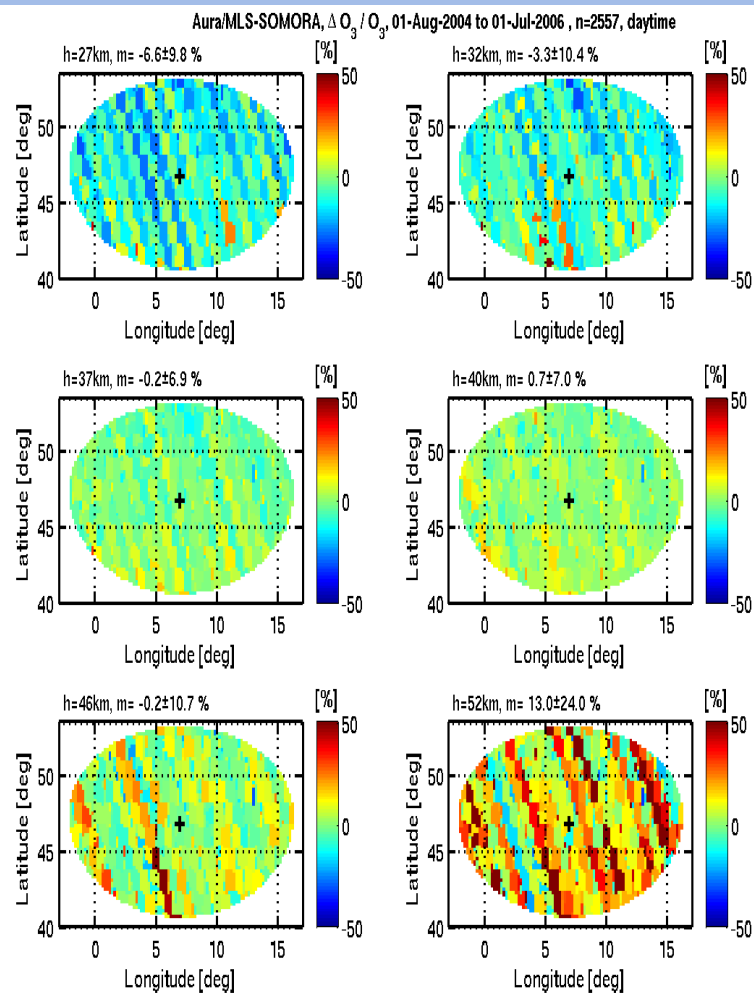 Aura/MLS-SOMORA, Δ O3 / O3, 01-Aug-2004 to 01-Jul-2006 , n=2557, daytime
h=27km, m= -6.6±9.8 %
[%]
50
0
-50
50
45
40
Latitude [deg]
0 5 10 15
Longitude [deg]
h=32km, m= -3.3±10.4 %
[%]
50
0
-50
50
45
40
Latitude [deg]
0 5 10 15
Longitude [deg]
h=37km, m= -0.2±6.9 %
[%]
50
0
-50
50
45
40
Latitude [deg]
0 5 10 15
Longitude [deg]
h=40km, m= 0.7±7.0 %
[%]
50
0
-50
50
45
40
Latitude [deg]
0 5 10 15
Longitude [deg]
h=46km, m= -0.2±10.7 %
[%]
50
0
-50
50
45
40
Latitude [deg]
0 5 10 15
Longitude [deg]
h=52km, m= 13.0±24.0 %
[%]
50
0
-50
50
45
40
Latitude [deg]
0 5 10 15
Longitude [deg]